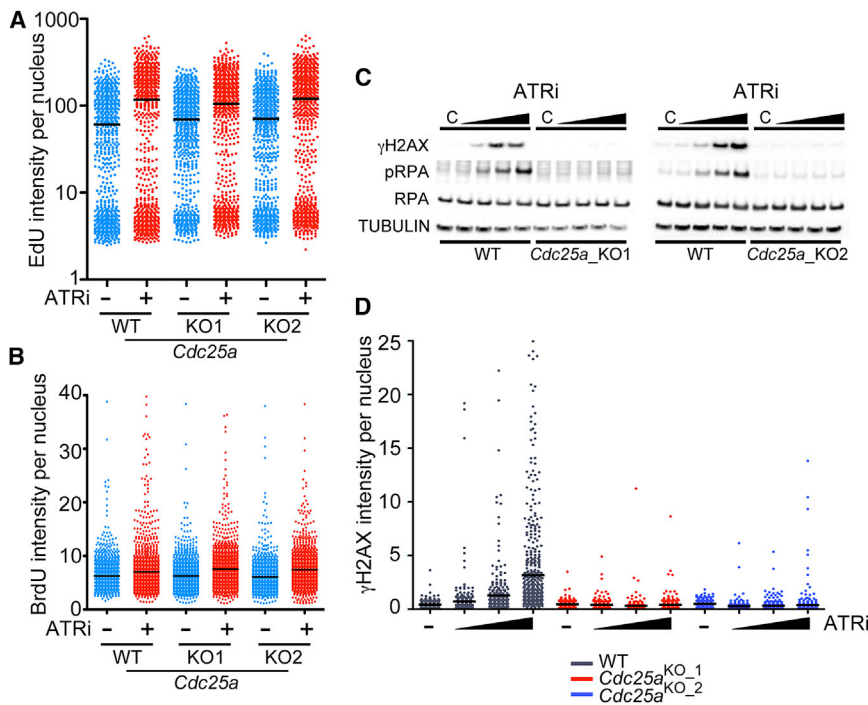 A
EdU intensity per nucleus
1000
100
10
1
ATRi
– + – + – +
WT KO1 KO2
Cdc25a
B
BrdU intensity per nucleus
40
30
20
10
0
ATRi
– + – + – +
WT KO1 KO2
Cdc25a
C
ATRi ATRi
C C C C
γH2AX
pRPA
RPA
TUBULIN
WT Cdc25a_KO1 WT Cdc25a_KO2
D
γH2AX intensity per nucleus
25
20
15
10
5
0
– – – ATRi
WT
Cdc25a KO_1
Cdc25a KO_2